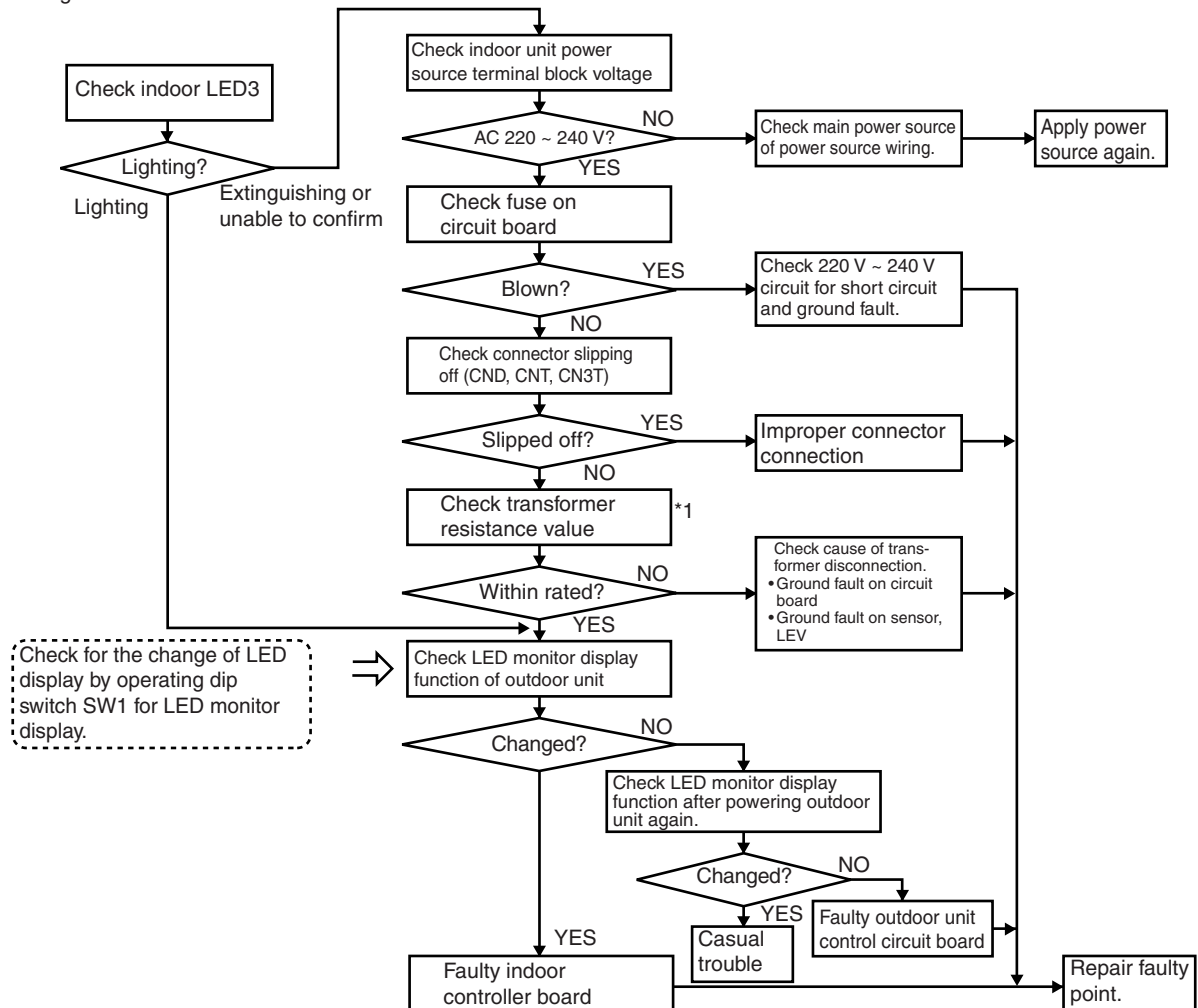 Check indoor LED3
Lighting?
Lighting
Extinguishing or
unable to confirm
Check indoor unit power
source terminal block voltage
AC 220 ~ 240 V?
NO
Check main power source
of power source wiring.
Apply power
source again.
YES
Check fuse on
circuit board
Blown?
YES
Check 220 V ~ 240 V
circuit for short circuit
and ground fault.
NO
Check connector slipping
off (CND, CNT, CN3T)
Slipped off?
YES
Improper connector
connection
NO
Check transformer
resistance value
*1
Within rated?
NO
Check cause of trans-
former disconnection.
• Ground fault on circuit
board
• Ground fault on sensor,
LEV
YES
Check for the change of LED
display by operating dip
switch SW1 for LED monitor
display.
Check LED monitor display
function of outdoor unit
Changed?
NO
Check LED monitor display
function after powering outdoor
unit again.
Changed?
NO
YES
Casual
trouble
Faulty outdoor unit
control circuit board
YES
Faulty indoor
controller board
Repair faulty
point.